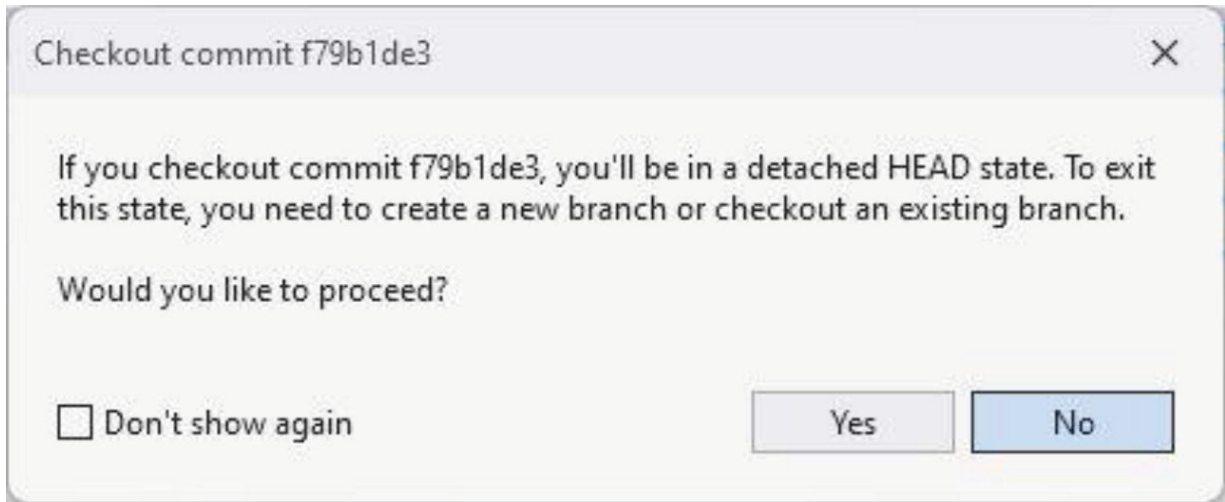 Checkout commit f79b1de3
If you checkout commit f79b1de3, you'll be in a detached HEAD state. To exit
this state, you need to create a new branch or checkout an existing branch.
Would you like to proceed?
Don't show again
Yes
No